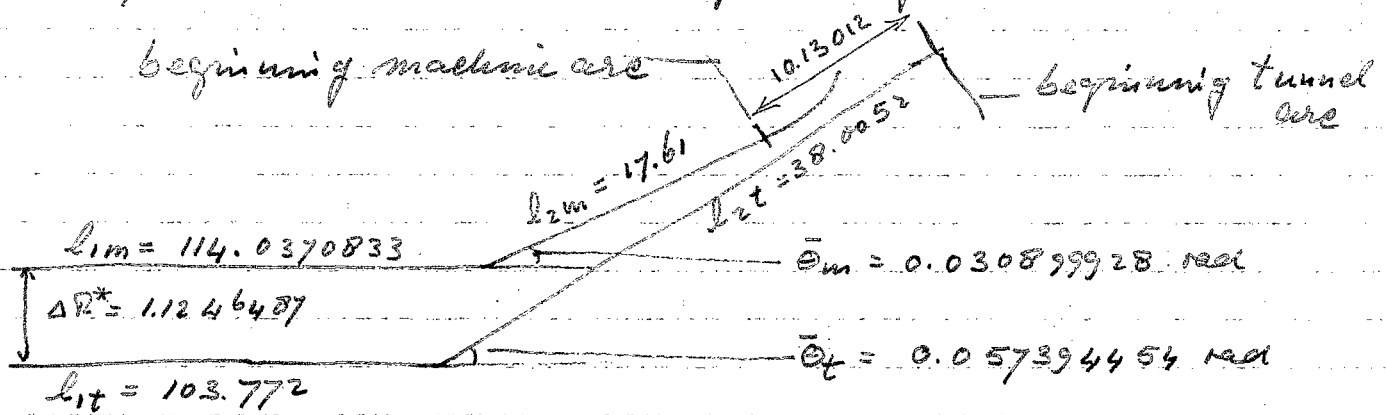 beginning machine arc
10.13012
beginning tunnel
arc
l₂m = 17.61
l₂t = 38.0052
l₁m = 114.0370833
θ̄m = 0.030899928 rad
ΔR* = 1.1246487
θ̄t = 0.057394454 rad
l₁t = 103.772